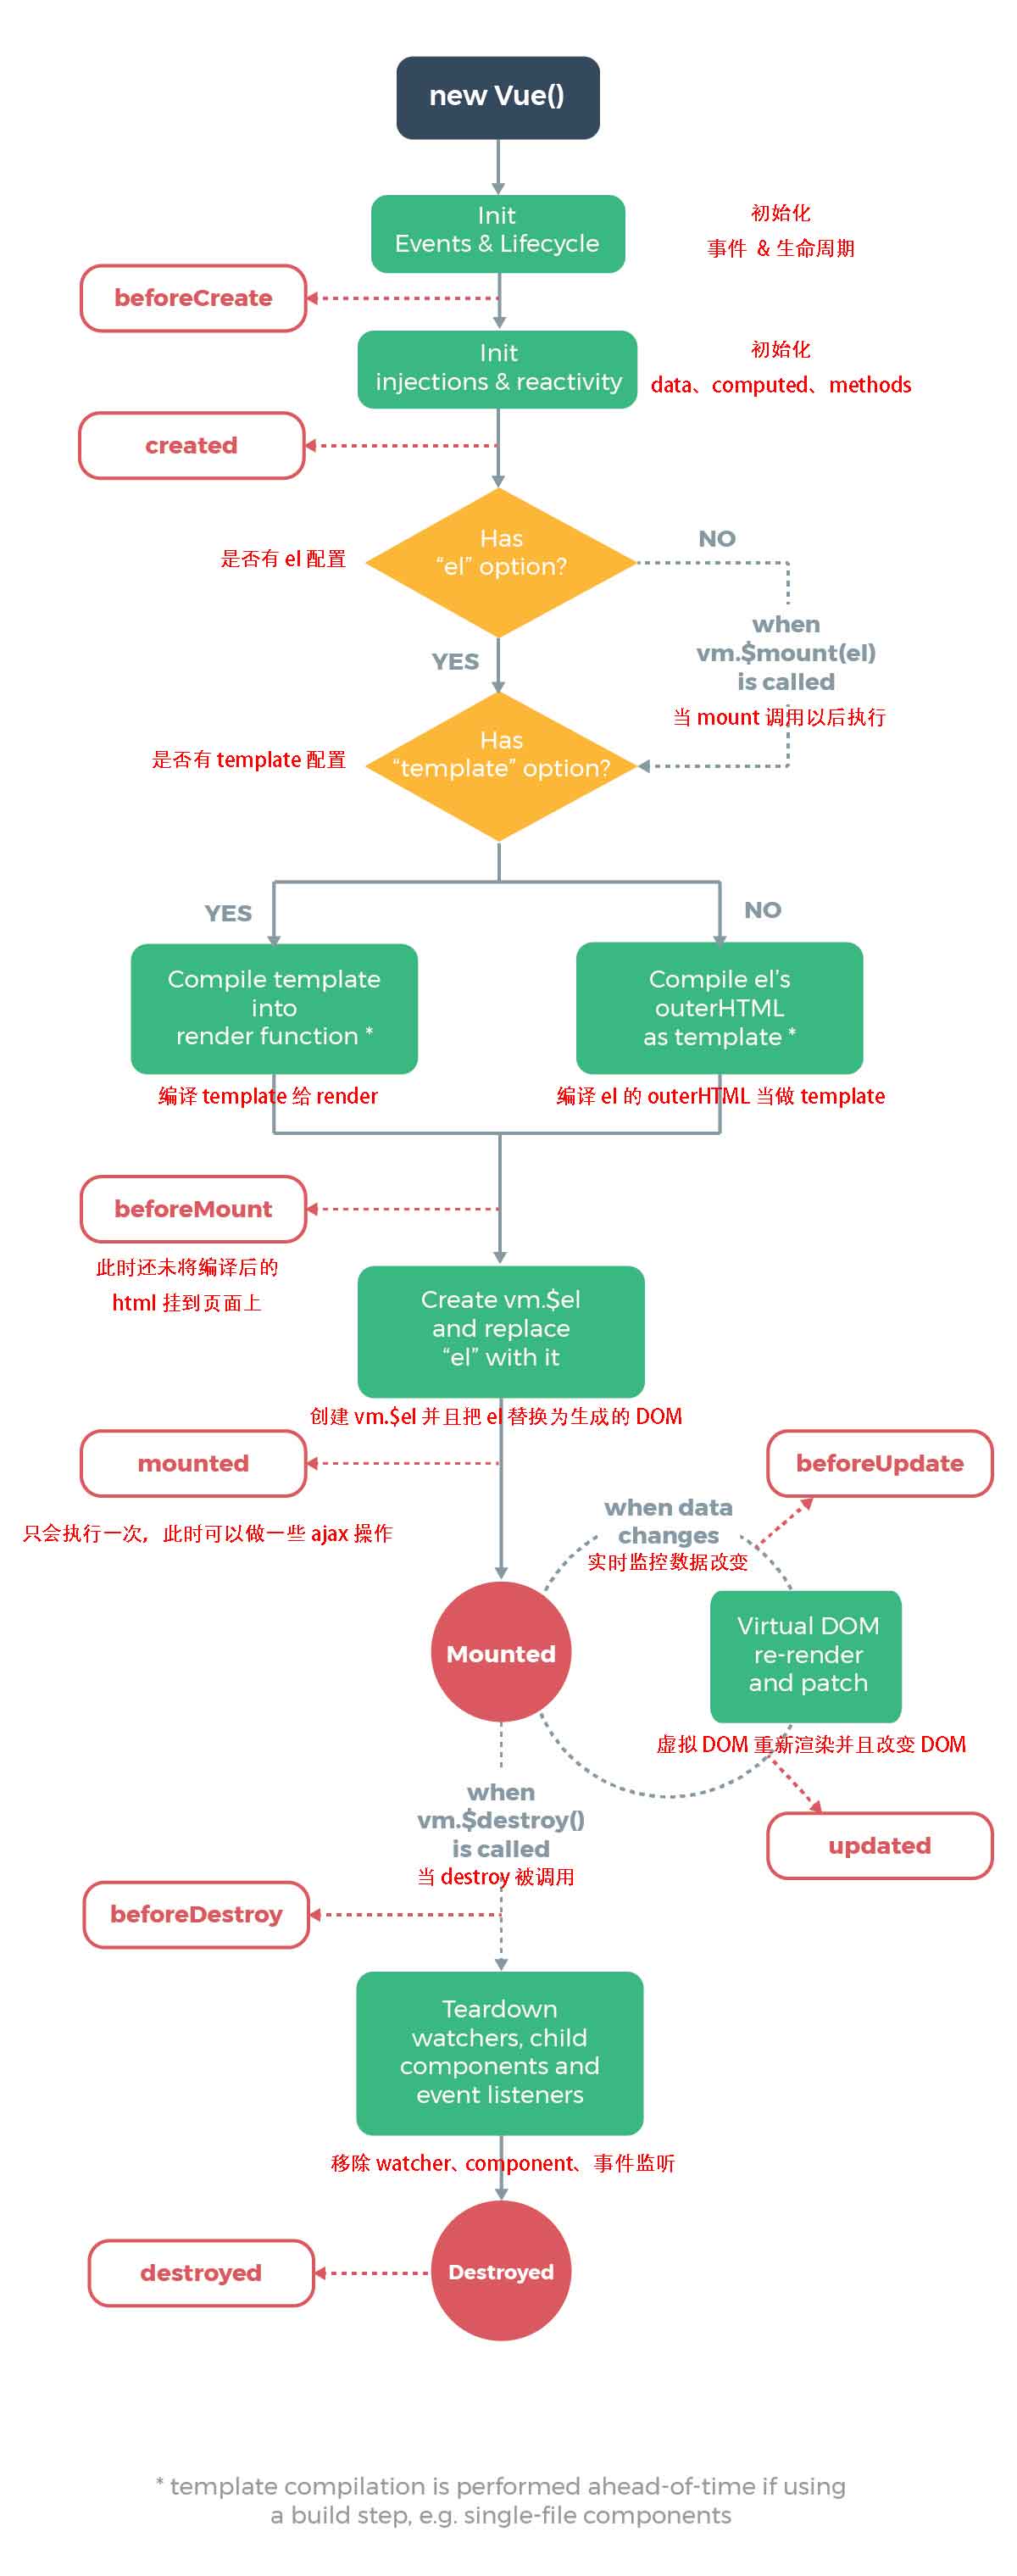 new Vue()
Init
Events & Lifecycle
初始化
事件 & 生命周期
beforeCreate
Init
injections & reactivity
初始化
data、computed、methods
created
Has
“el” option?
是否有 el 配置
NO
when
vm.$mount(el)
is called
当 mount 调用以后执行
YES
Has
“template” option?
是否有 template 配置
YES
NO
Compile template
into
render function *
编译 template 给 render
Compile el’s
outerHTML
as template *
编译 el 的 outerHTML 当做 template
beforeMount
此时还未将编译后的
html 挂到页面上
Create vm.$el
and replace
“el” with it
创建 vm.$el 并且把 el 替换为生成的 DOM
mounted
只会执行一次，此时可以做一些 ajax 操作
beforeUpdate
when data
changes
实时监控数据改变
Mounted
Virtual DOM
re-render
and patch
虚拟 DOM 重新渲染并且改变 DOM
updated
when
vm.$destroy()
is called
当 destroy 被调用
beforeDestroy
Teardown
watchers, child
components and
event listeners
移除 watcher、component、事件监听
destroyed
Destroyed
* template compilation is performed ahead-of-time if using
a build step, e.g. single-file components